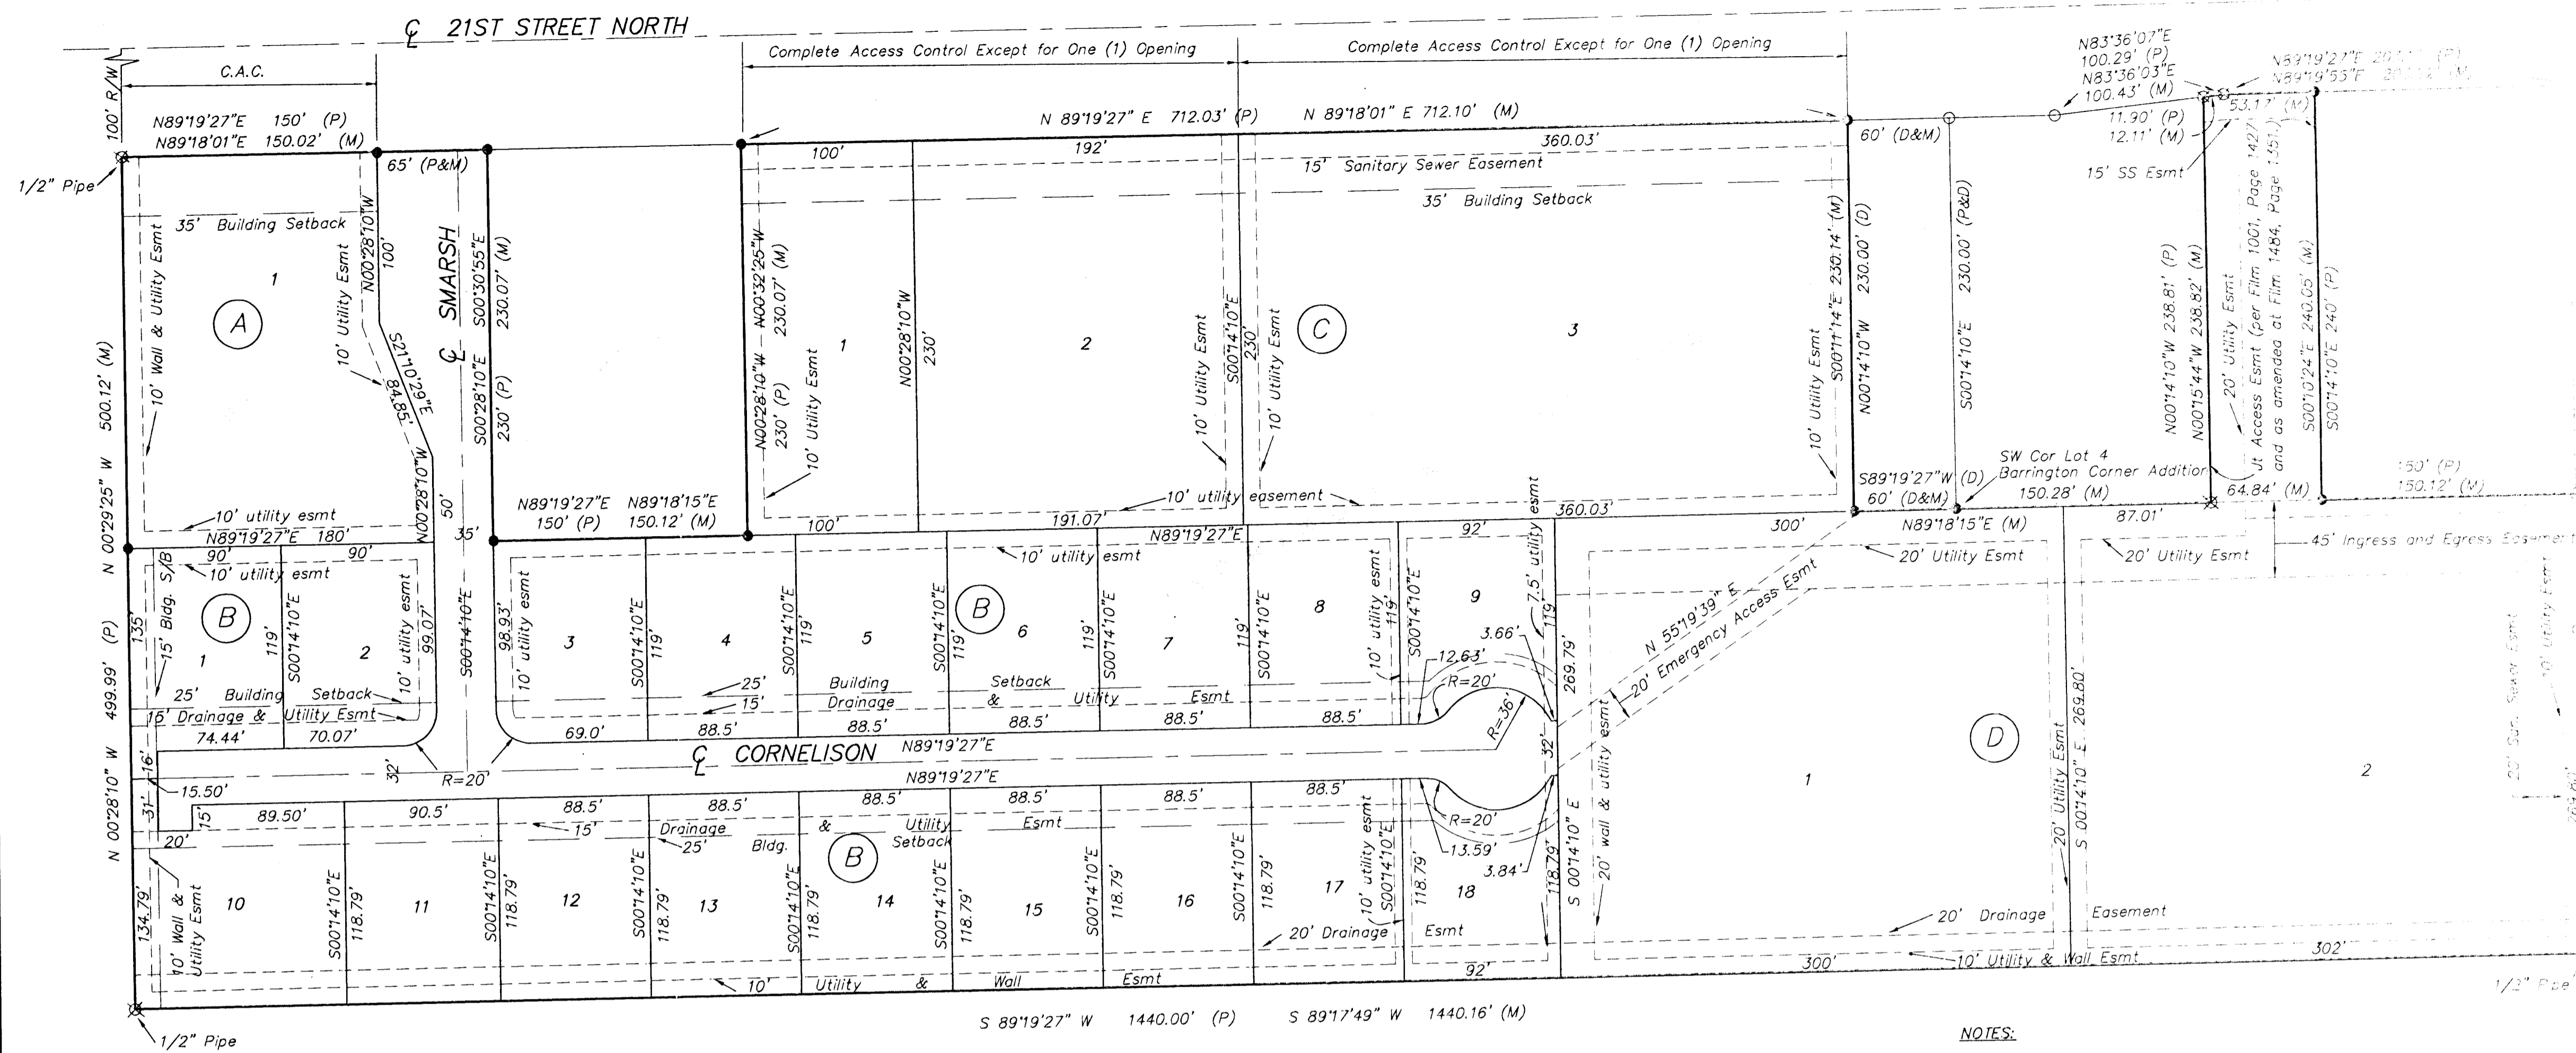 ℄ 21ST STREET NORTH
100' R/W
C.A.C.
Complete Access Control Except for One (1) Opening
Complete Access Control Except for One (1) Opening
N83°36'07"E
100.29' (P)
N83°36'03"E
100.43' (M)
N89°19'27"E
N89°19'55"E
N89°19'27"E 150' (P)
N89°18'01"E 150.02' (M)
N 89°19'27" E 712.03' (P) N 89°18'01" E 712.10' (M)
53.17' (M)
11.90' (P)
12.11' (M)
60' (D&M)
1/2" Pipe
65' (P&M)
100'
192'
360.03'
15' Sanitary Sewer Easement
15' SS Esmt
35' Building Setback
35' Building Setback
10' Wall & Utility Esmt
1
A
10' Utility Esmt
N00°28'10"W
100'
S21°10'29"E
84.85'
N00°28'10"W
50'
℄ SMARSH
S00°30'55"E
230.07' (M)
S00°28'10"E
230' (P)
N00°28'10"W N00°32'25"W
230' (P) 230.07' (M)
10' Utility Esmt
1
N00°28'10"W
230'
2
10' Utility Esmt
S00°14'10"E
230'
10' Utility Esmt
C
3
10' Utility Esmt
S00°11'14"E 230.14' (M)
N00°14'10"W 230.00' (D)
S00°14'10"E 230.00' (P&D)
N00°14'10"W 238.81' (P)
N00°15'44"W 238.82' (M)
20' Utility Esmt
Jt Access Esmt (per Film 1001, Page 1427)
and as amended at Film 1484, Page 1351.)
S00°10'24"E 240.05' (M)
S00°14'10"E 240' (P)
N 00°29'25" W 500.12' (M)
N 00°28'10" W 499.99' (P)
SW Cor Lot 4
Barrington Corner Addition
S89°19'27"W (D)
60' (D&M)
150.28' (M)
64.84' (M)
150' (P)
150.12' (M)
N89°19'27"E N89°18'15"E
150' (P) 150.12' (M)
10' utility easement
10' utility esmt
N89°19'27"E 180'
35'
100'
191.07'
N89°19'27"E
360.03'
92'
300'
N89°18'15"E (M)
87.01'
90'
90'
10' utility esmt
10' utility esmt
7.5' utility esmt
20' Utility Esmt
20' Utility Esmt
45' Ingress and Egress Easement
135'
15' Bldg. S/B
B
1
119'
S00°14'10"E
2
10' utility esmt
99.07'
S00°14'10"E
98.93'
10' utility esmt
3
S00°14'10"E
119'
4
S00°14'10"E
119'
5
B
S00°14'10"E
119'
6
119'
S00°14'10"E
7
119'
S00°14'10"E
8
10' utility esmt
119'
S00°14'10"E
9
119'
3.66'
12.63'
R=20'
R=36'
269.79'
N 55°19'39" E
20' Emergency Access Esmt
25' Building Setback
15' Drainage & Utility Esmt
25' Building Setback
15' Drainage & Utility Esmt
74.44'
70.07'
69.0'
88.5'
88.5'
88.5'
88.5'
88.5'
32'
R=20'
℄ CORNELISON N89°19'27"E
N89°19'27"E
32'
16'
15.50'
31'
15'
20'
89.50'
90.5'
88.5'
88.5'
88.5'
88.5'
88.5'
88.5'
15' Drainage & Utility Esmt
25' Bldg. Setback
B
R=20'
13.59'
3.84'
134.79'
10' Wall &
Utility Esmt
10
S00°14'10"E
118.79'
11
S00°14'10"E
118.79'
12
S00°14'10"E
118.79'
13
S00°14'10"E
118.79'
14
S00°14'10"E
118.79'
15
S00°14'10"E
118.79'
16
S00°14'10"E
118.79'
17
10' utility esmt
S00°14'10"E
118.79'
18
118.79'
S 00°14'10" E
20' wall & utility esmt
1
D
20' Utility Esmt
S 00°14'10" E 269.80'
2
20' San. Sewer Esmt
269.80'
20' Drainage Esmt
20' Drainage Easement
10' Utility & Wall Esmt
92'
300'
10' Utility & Wall Esmt
302'
1/2" Pipe
S 89°19'27" W 1440.00' (P) S 89°17'49" W 1440.16' (M)
1/2" Pipe
NOTES: